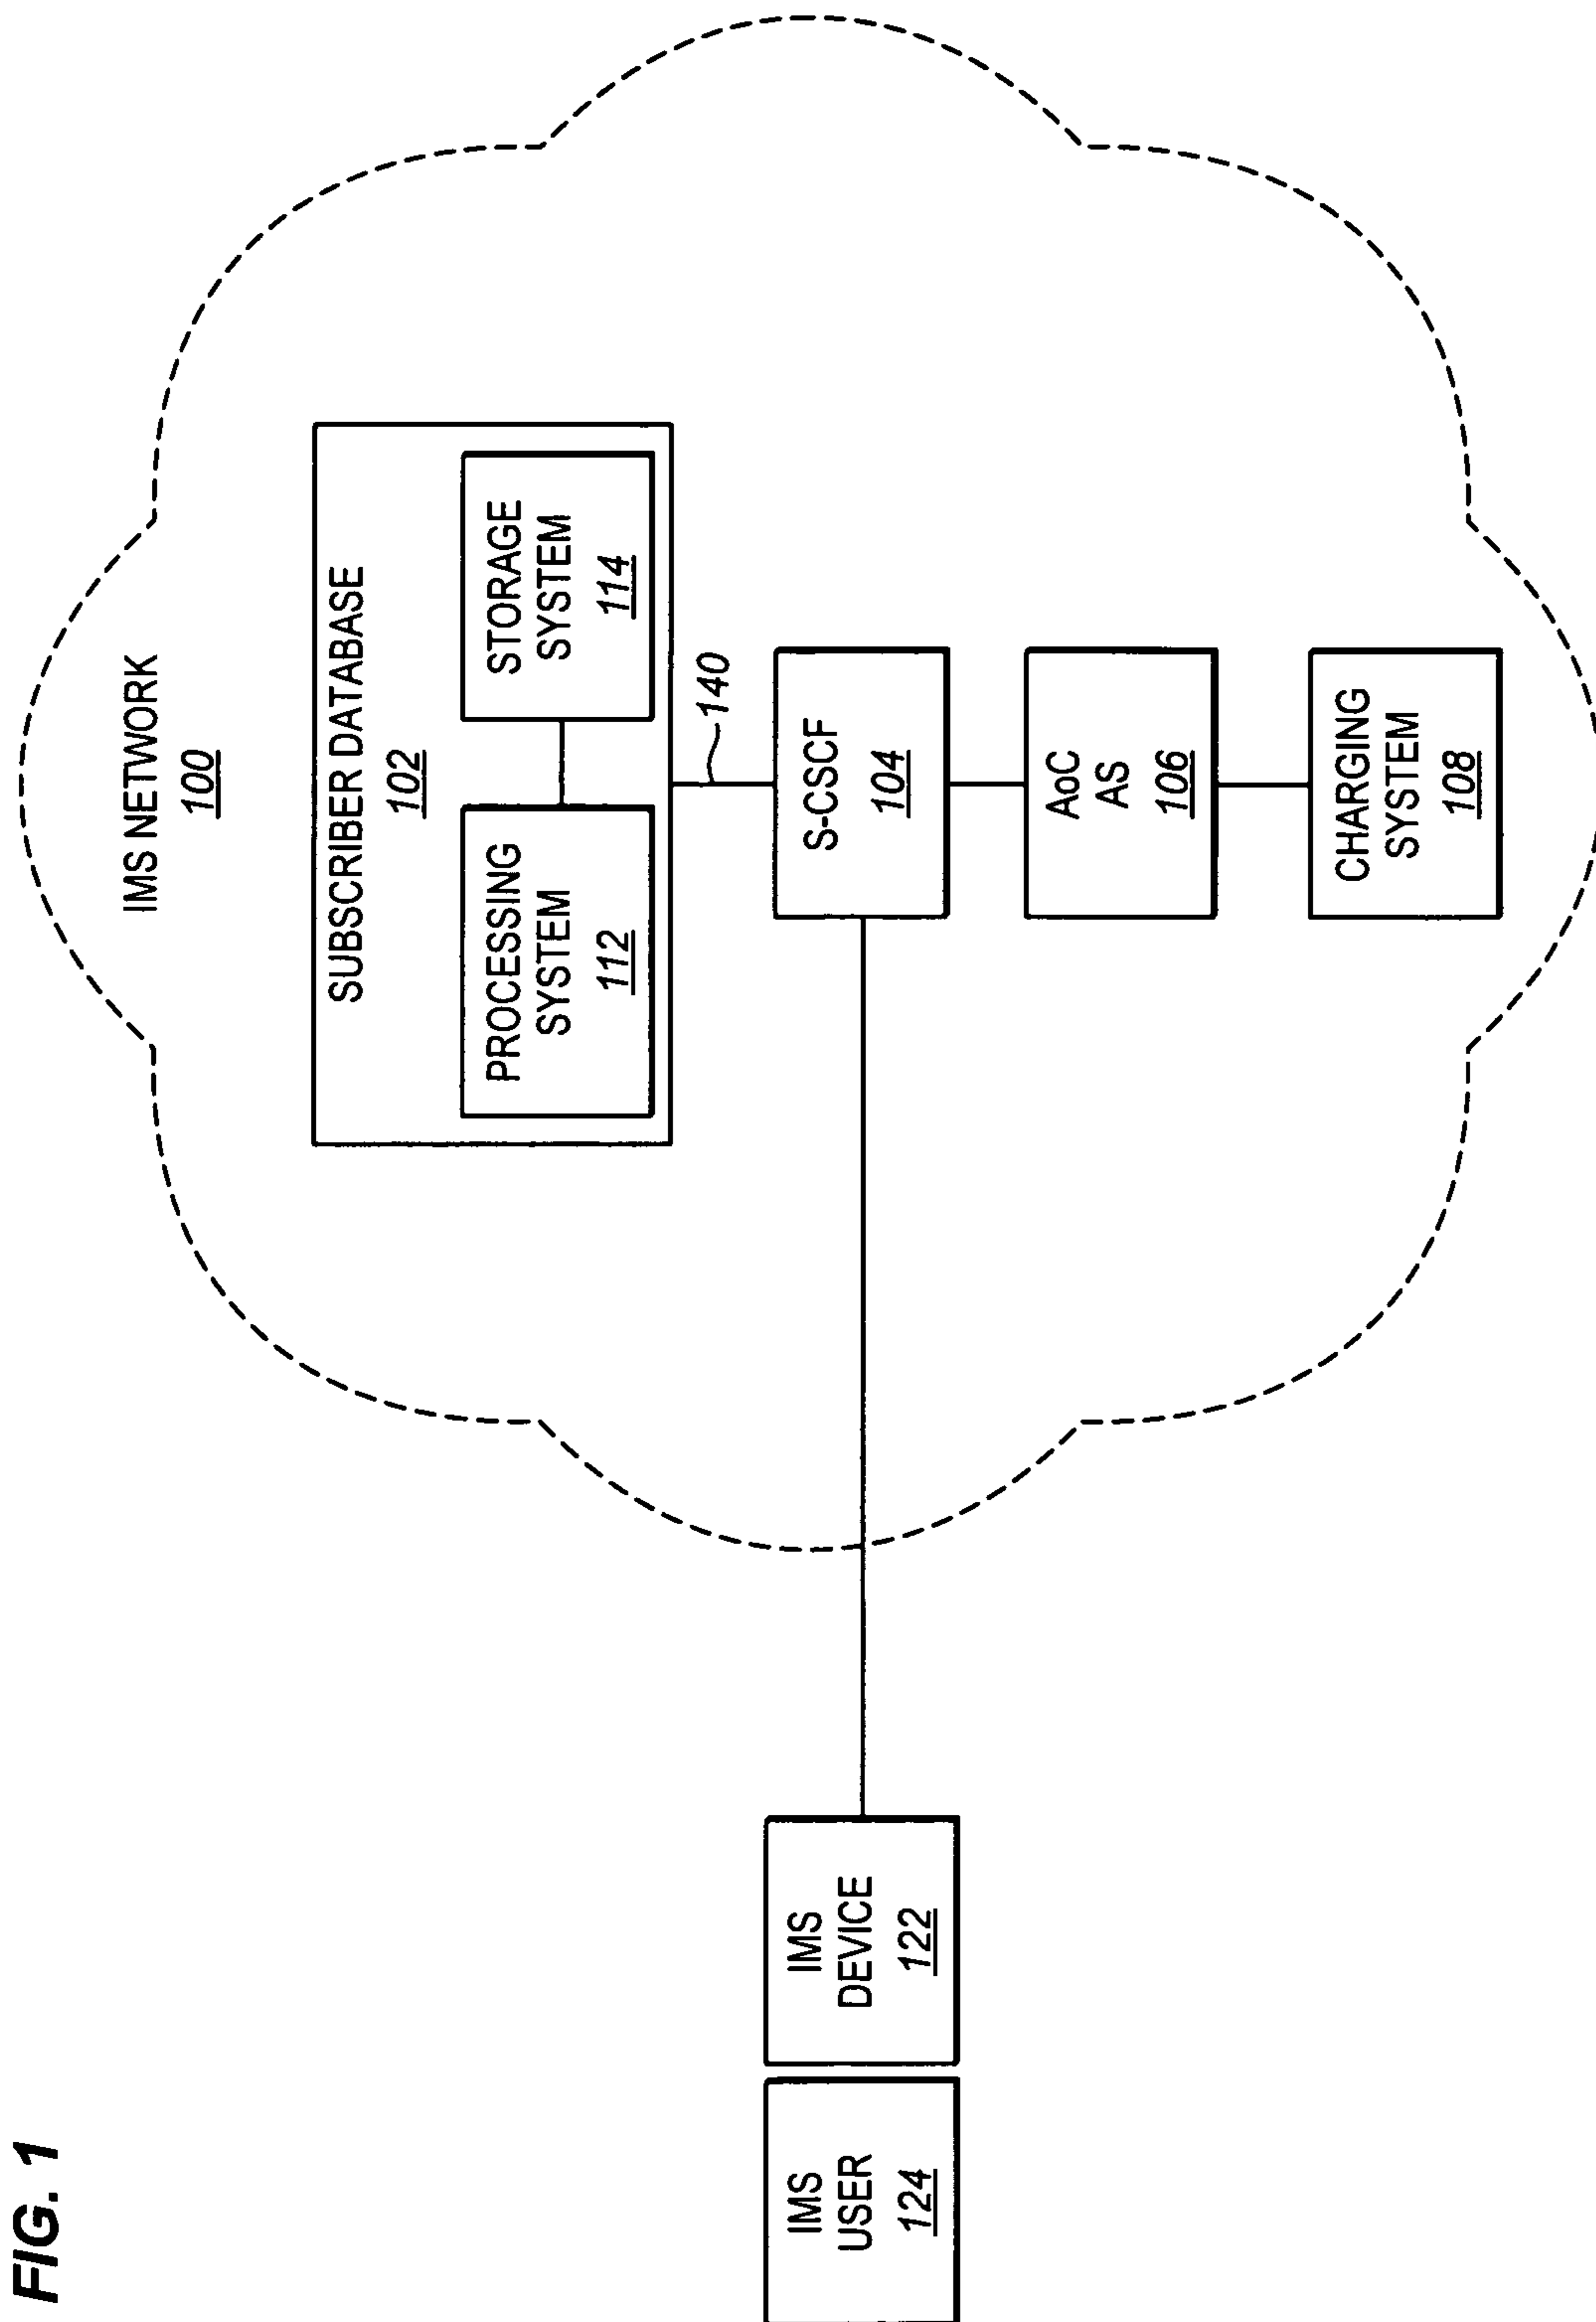 FIG. 1
IMS NETWORK
100
SUBSCRIBER DATABASE
102
PROCESSING
SYSTEM
112
STORAGE
SYSTEM
114
140
S-CSCF
104
AoC
AS
106
CHARGING
SYSTEM
108
IMS
USER
124
IMS
DEVICE
122